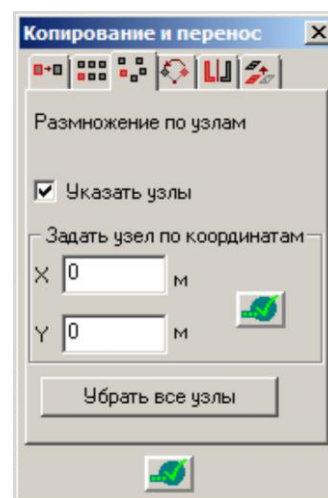 Копирование и перенос
Размножение по узлам
Указать узлы
Задать узел по координатам
X 0 м
Y 0 м
Убрать все узлы